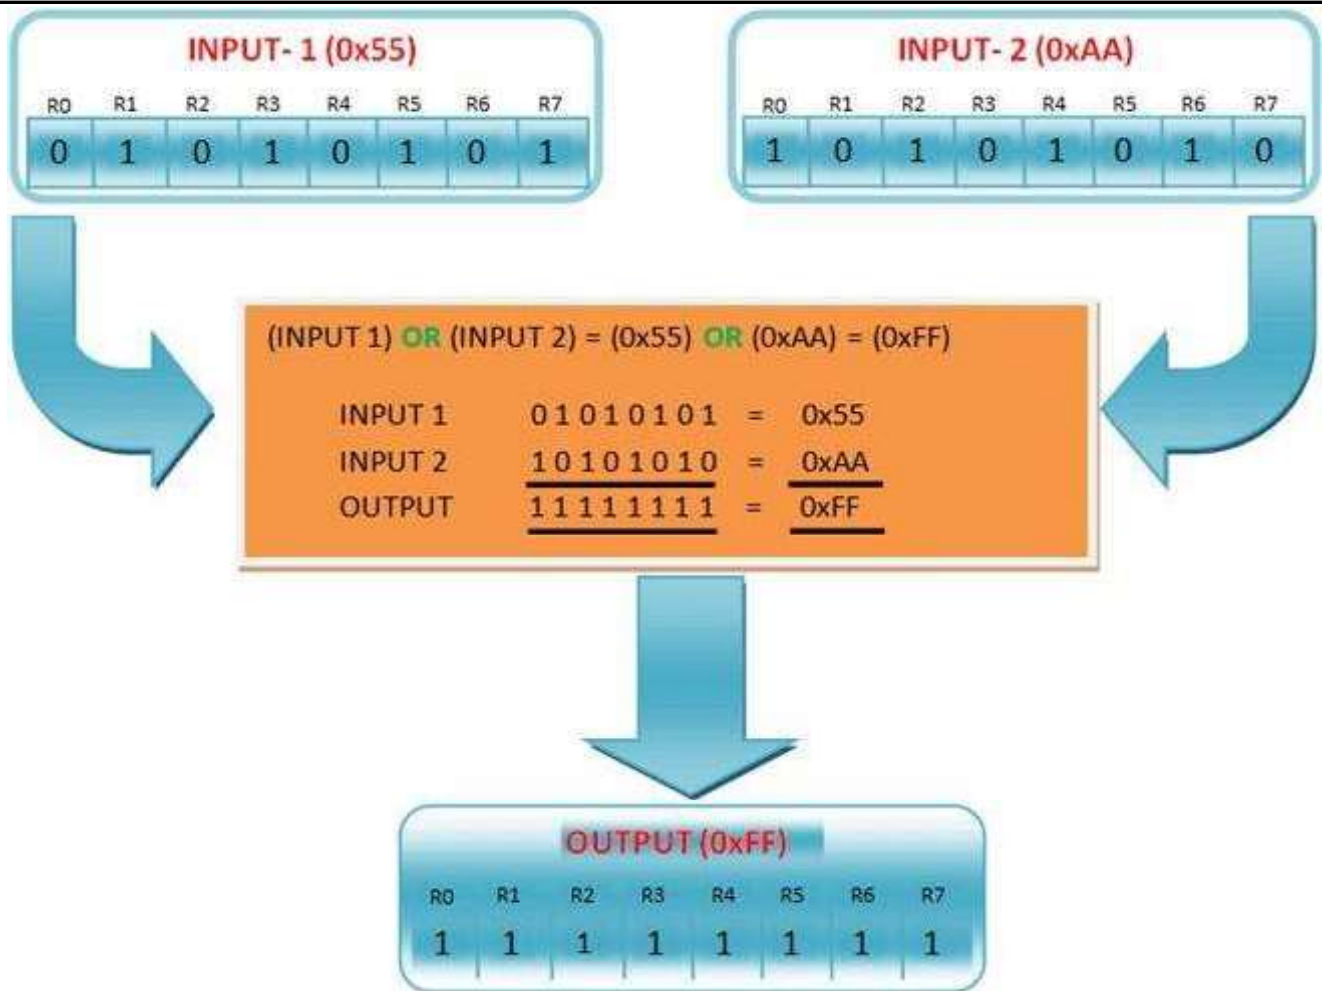 INPUT- 1 (0x55)
R0 R1 R2 R3 R4 R5 R6 R7
0 1 0 1 0 1 0 1
INPUT- 2 (0xAA)
R0 R1 R2 R3 R4 R5 R6 R7
1 0 1 0 1 0 1 0
(INPUT 1) OR (INPUT 2) = (0x55) OR (0xAA) = (0xFF)
INPUT 1 0 1 0 1 0 1 0 1 = 0x55
INPUT 2 1 0 1 0 1 0 1 0 = 0xAA
OUTPUT 1 1 1 1 1 1 1 1 = 0xFF
OUTPUT (0xFF)
R0 R1 R2 R3 R4 R5 R6 R7
1 1 1 1 1 1 1 1